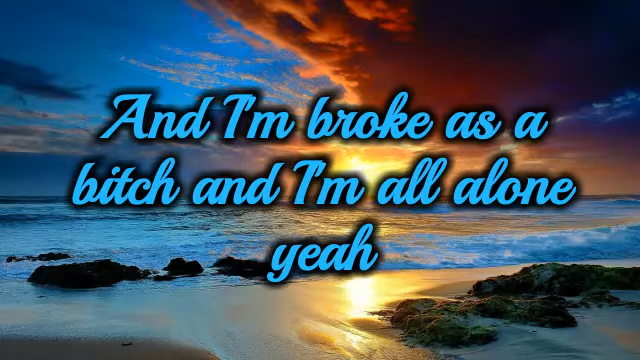 And I'm broke as a
bitch and I'm all alone
yeah